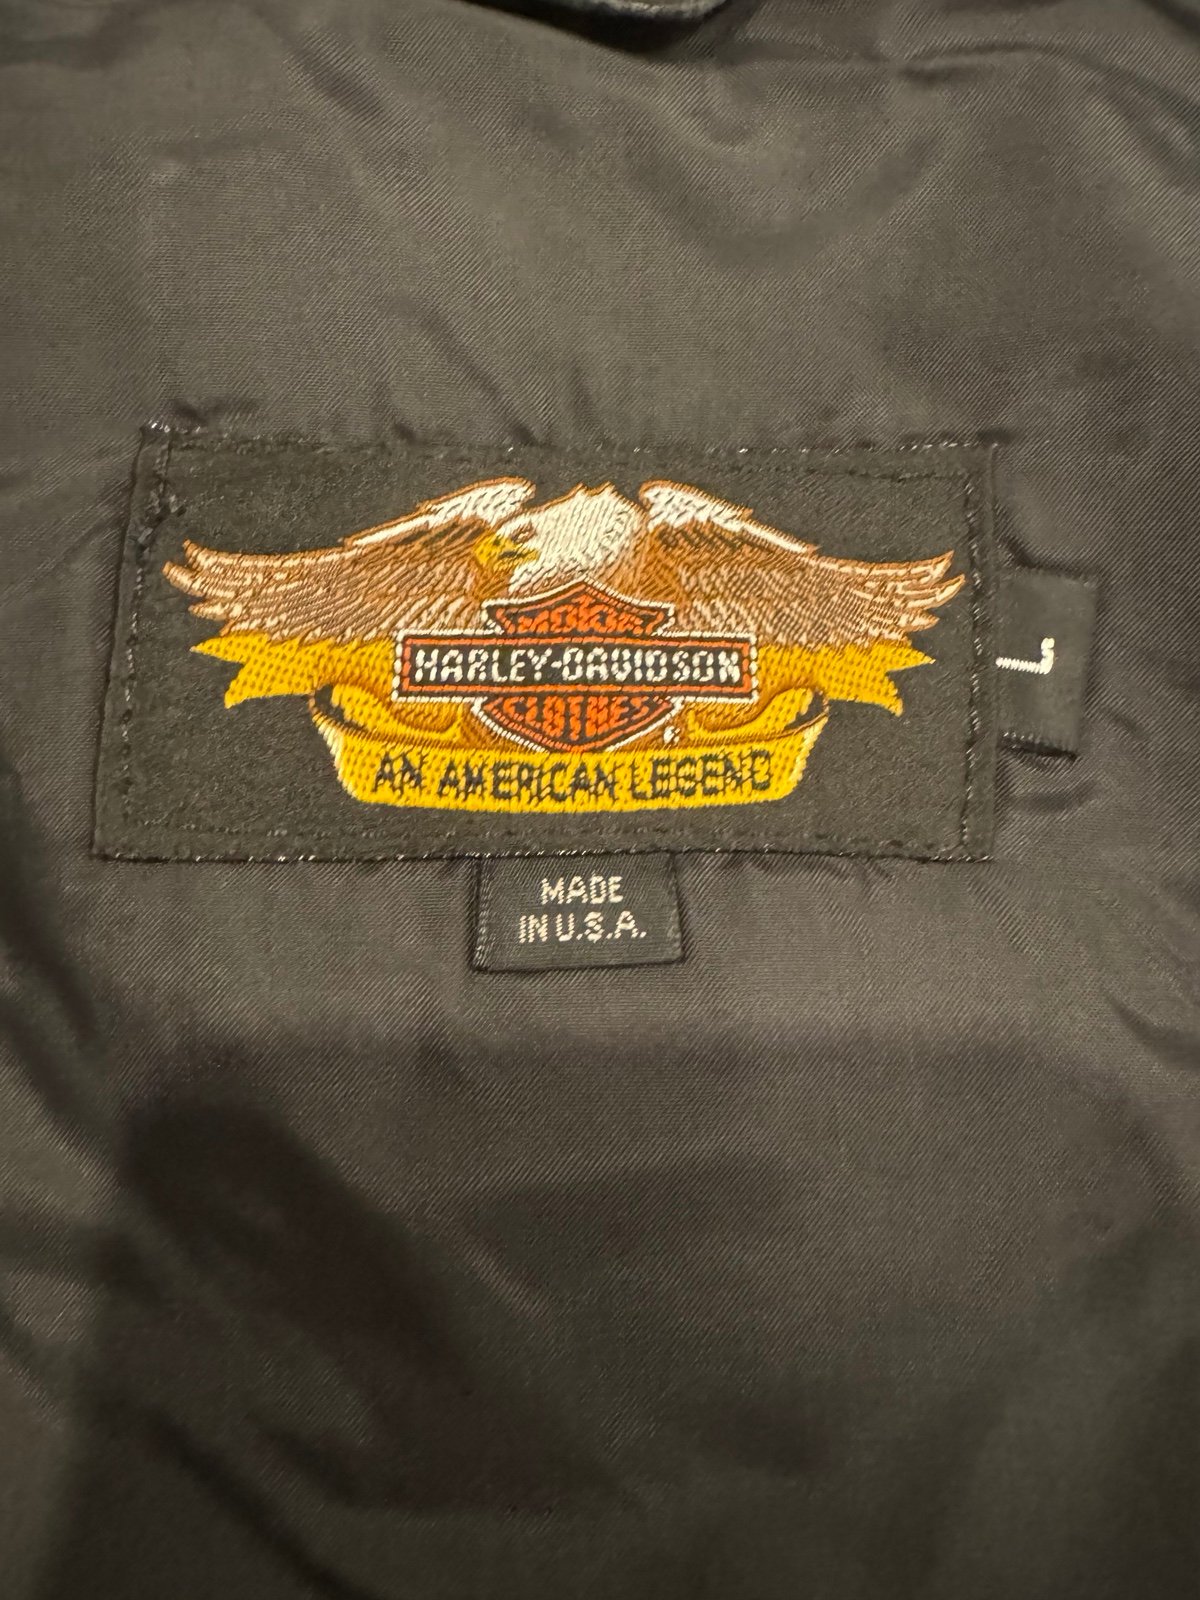 MOTOR
HARLEY-DAVIDSON
CLOTHES
®
AN AMERICAN LEGEND
L
MADE
IN U.S.A.